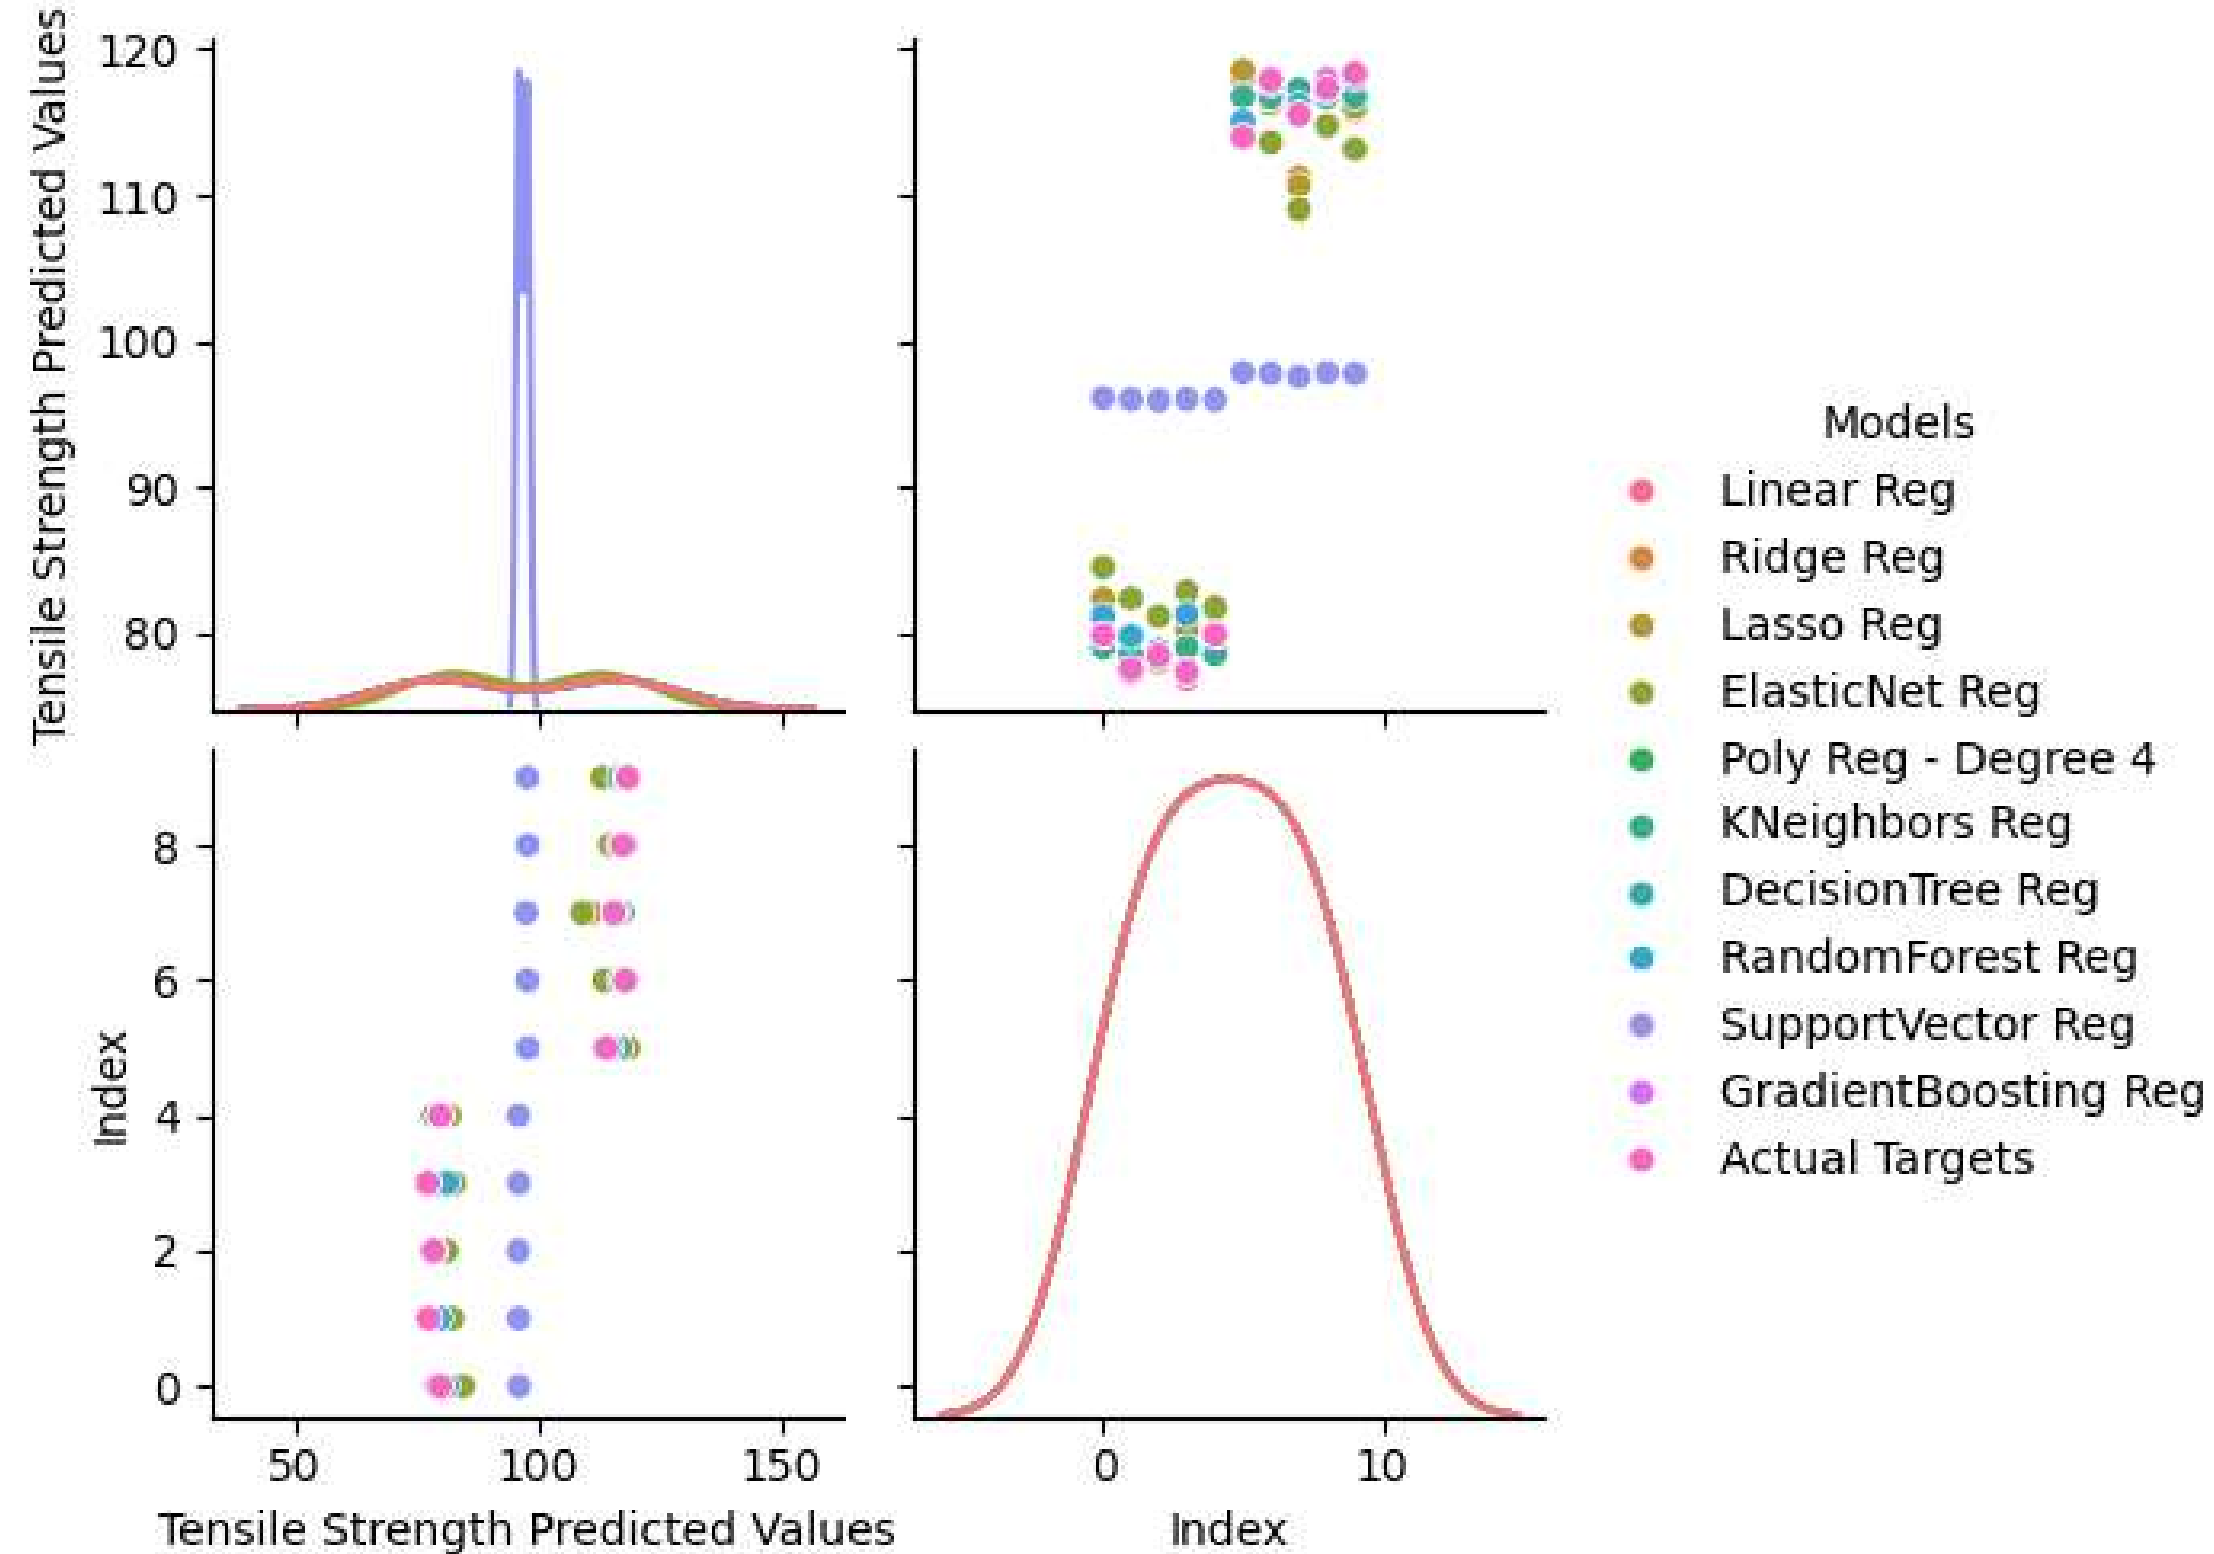 Tensile Strength Predicted Values
120
110
100
90
80
Index
8
6
4
2
0
50 100 150
Tensile Strength Predicted Values
0 10
Index
Models
Linear Reg
Ridge Reg
Lasso Reg
ElasticNet Reg
Poly Reg - Degree 4
KNeighbors Reg
DecisionTree Reg
RandomForest Reg
SupportVector Reg
GradientBoosting Reg
Actual Targets